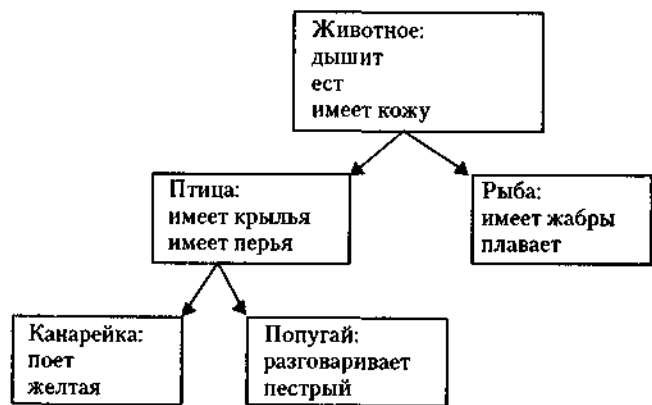 Животное:
дышит
ест
имеет кожу
Птица:
имеет крылья
имеет перья
Рыба:
имеет жабры
плавает
Канарейка:
поет
желтая
Попугай:
разговаривает
пестрый